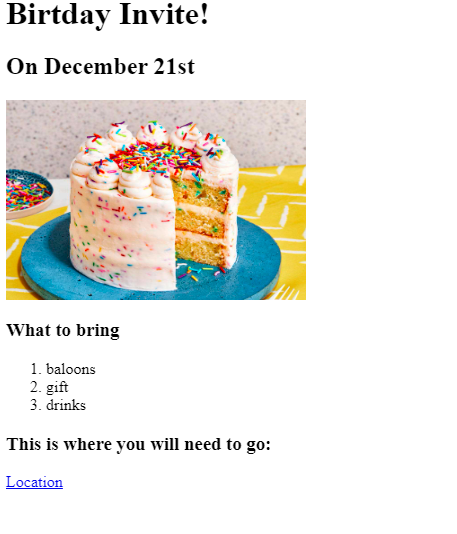 Birtday Invite!
On December 21st
What to bring
1. baloons
2. gift
3. drinks
This is where you will need to go:
Location